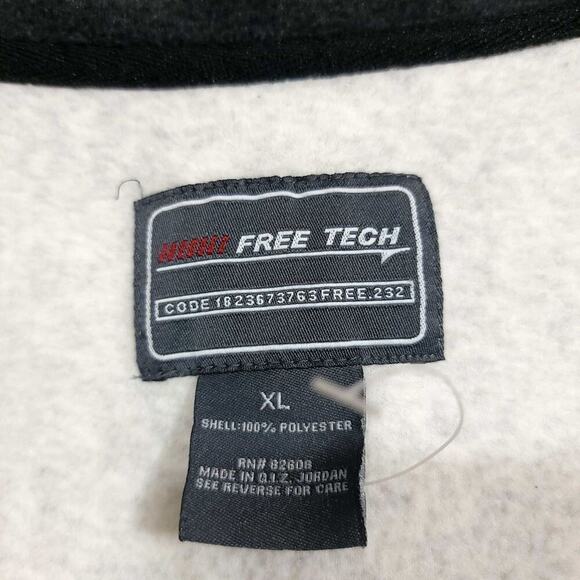 FREE TECH
CODE 1823673763FREE.232
XL
SHELL:100% POLYESTER
RN# 82608
MADE IN Q.I.Z. JORDAN
SEE REVERSE FOR CARE